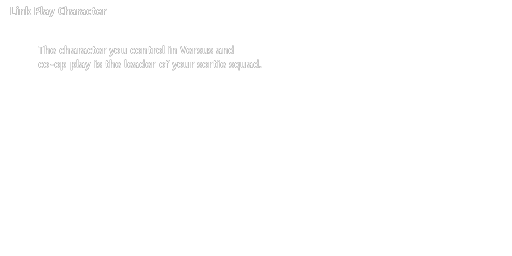 Link Play Character
The character you control in Versus and
co-op play is the leader of your sortie squad.